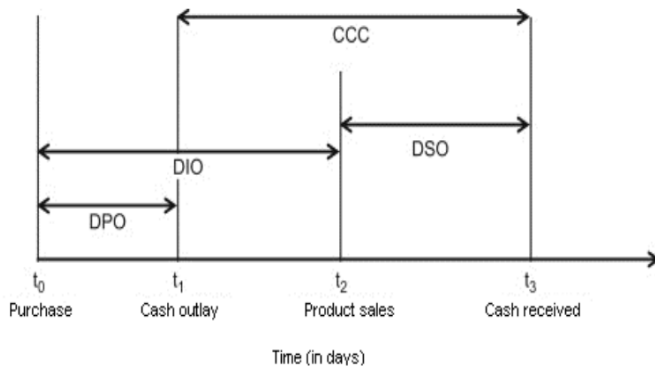 CCC
DSO
DIO
DPO
t0 t1 t2 t3
Purchase Cash outlay Product sales Cash received
Time (in days)